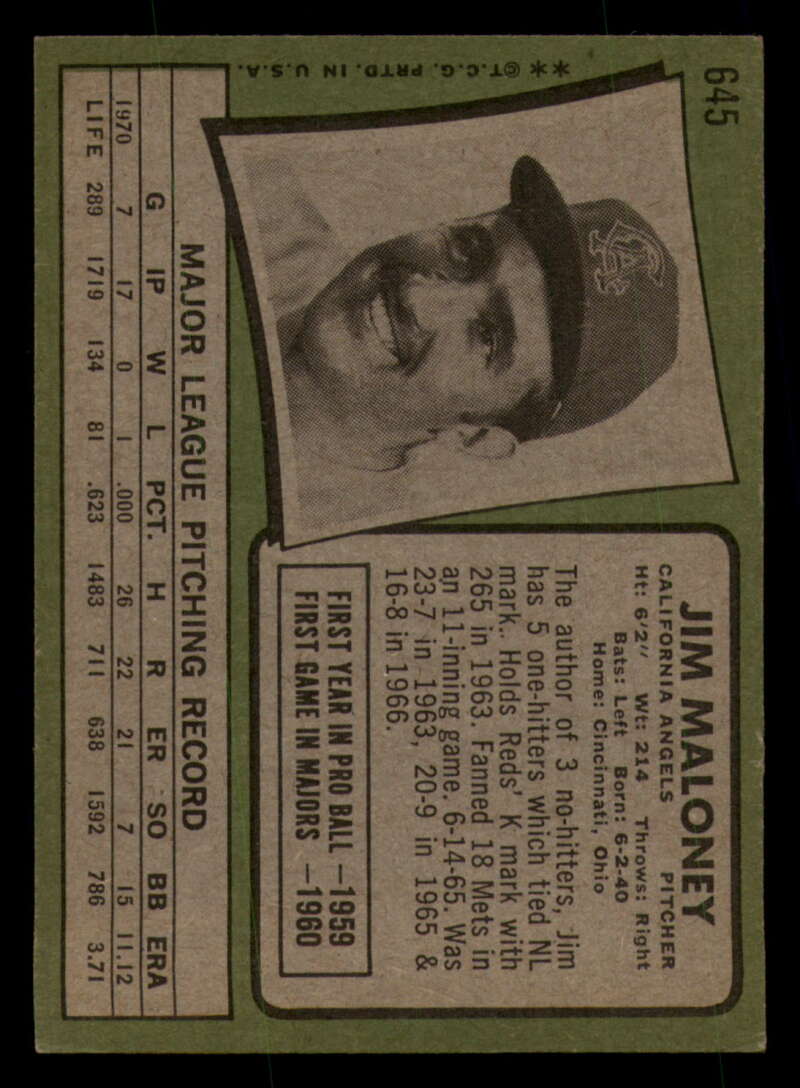 645
JIM MALONEY
CALIFORNIA ANGELS PITCHER
Ht: 6'2" Wt: 214 Throws: Right
Bats: Left Born: 6-2-40
Home: Cincinnati, Ohio
The author of 3 no-hitters, Jim
has 5 one-hitters which tied NL
mark. Holds Reds' K mark with
265 in 1963. Fanned 18 Mets in
an 11-inning game. 6-14-65. Was
23-7 in 1963, 20-9 in 1965 &
16-8 in 1966.
FIRST YEAR IN PRO BALL —1959
FIRST GAME IN MAJORS —1960
CA
MAJOR LEAGUE PITCHING RECORD
G IP W L PCT. H R ER SO BB ERA
1970 7 17 0 1 .000 26 22 21 7 15 11.12
LIFE 289 1719 134 81 .623 1483 711 638 1592 786 3.71
**©T.C.G. PRTD. IN U.S.A.